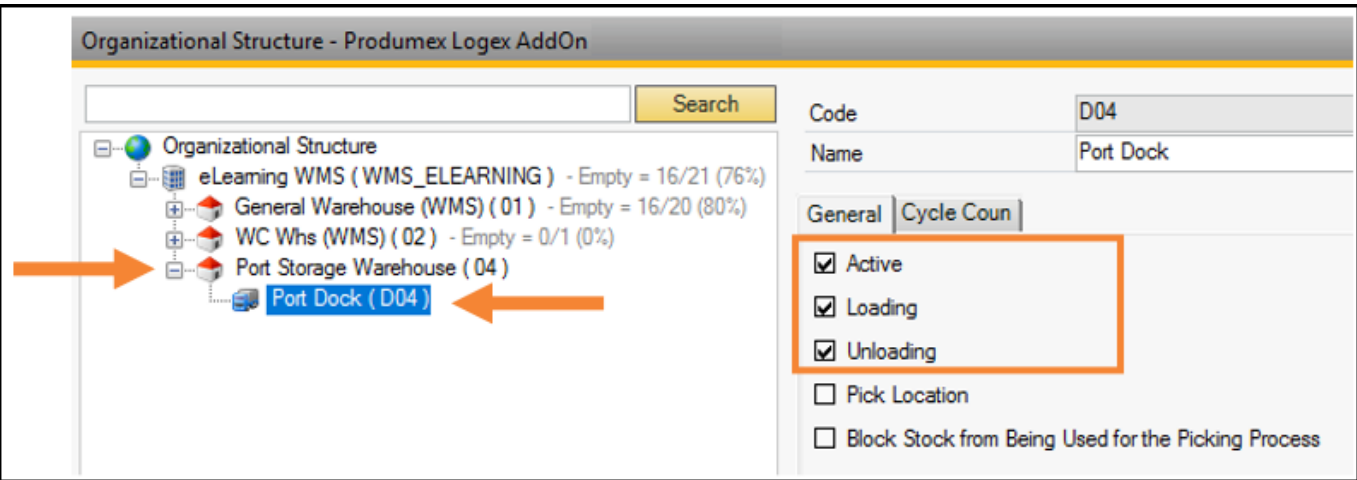 Organizational Structure - Produmex Logex AddOn
Search
Organizational Structure
eLearning WMS ( WMS_ELEARNING ) - Empty = 16/21 (76%)
General Warehouse (WMS) ( 01 ) - Empty = 16/20 (80%)
WC Whs (WMS) ( 02 ) - Empty = 0/1 (0%)
Port Storage Warehouse ( 04 )
Port Dock ( D04 )
Code D04
Name Port Dock
General Cycle Coun
Active
Loading
Unloading
Pick Location
Block Stock from Being Used for the Picking Process